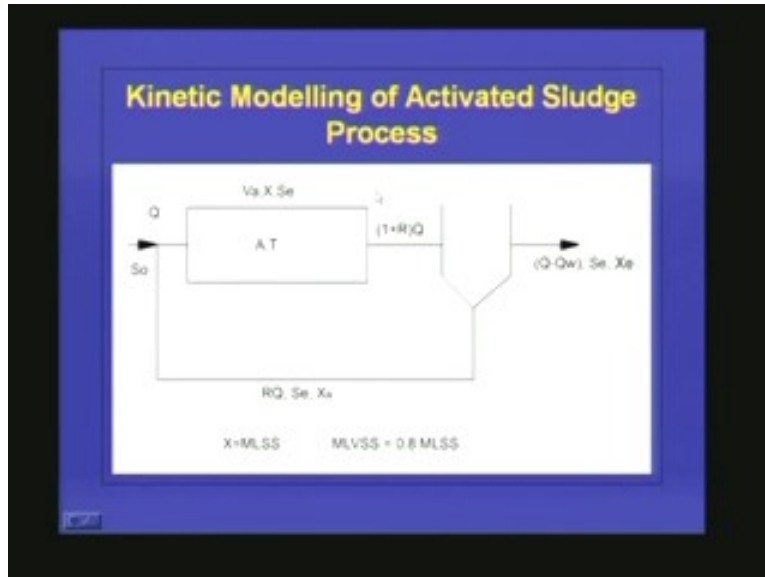 Kinetic Modelling of Activated Sludge
Process
Va.X.Se
Q
A.T
(1+R)Q
So
(Q-Qw), Se, Xe
RQ, Se,
X=MLSS MLVSS = 0.8 MLSS